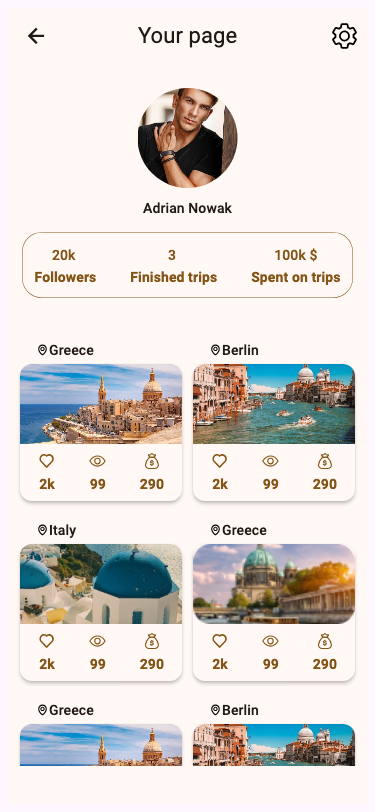 Your page
Adrian Nowak
20k 3 100k $
Followers Finished trips Spent on trips
Greece Berlin
2k 99 290 2k 99 290
Italy Greece
2k 99 290 2k 99 290
Greece Berlin